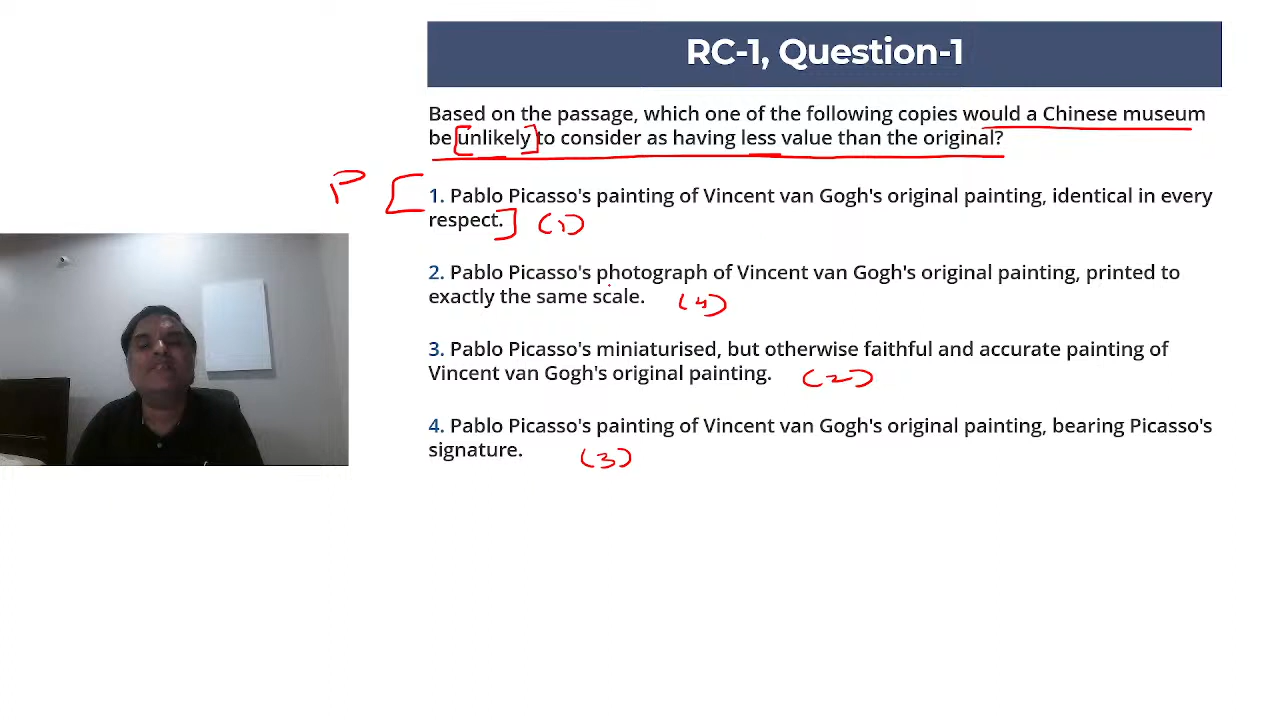 RC-1, Question-1
Based on the passage, which one of the following copies would a Chinese museum
be [unlikely] to consider as having less value than the original?
P [ 1. Pablo Picasso's painting of Vincent van Gogh's original painting, identical in every
respect. ] (1)
2. Pablo Picasso's photograph of Vincent van Gogh's original painting, printed to
exactly the same scale. (4)
3. Pablo Picasso's miniaturised, but otherwise faithful and accurate painting of
Vincent van Gogh's original painting. (2)
4. Pablo Picasso's painting of Vincent van Gogh's original painting, bearing Picasso's
signature. (3)